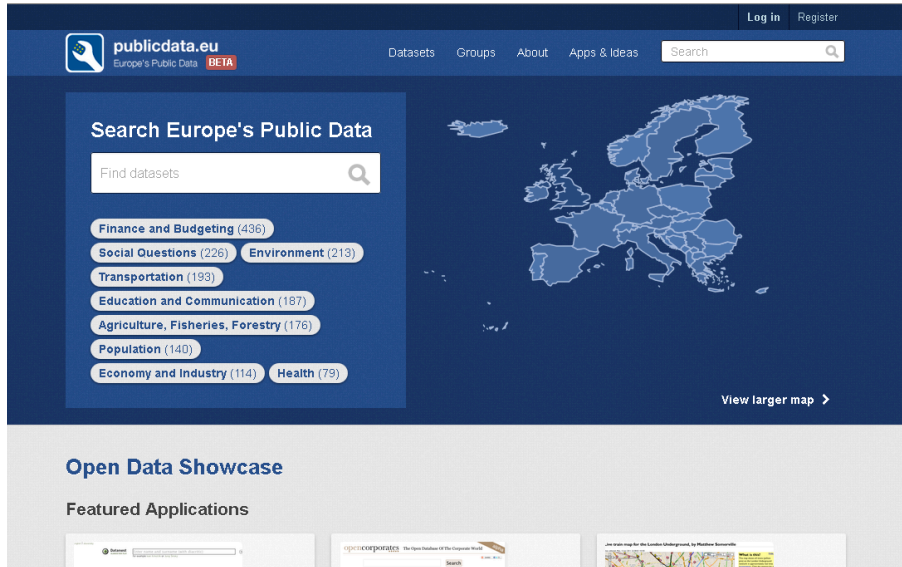 Log in Register
publicdata.eu
Europe's Public Data BETA
Datasets Groups About Apps & Ideas Search
Search Europe's Public Data
Find datasets
Finance and Budgeting (436)
Social Questions (226) Environment (213)
Transportation (193)
Education and Communication (187)
Agriculture, Fisheries, Forestry (176)
Population (140)
Economy and Industry (114) Health (79)
View larger map
Open Data Showcase
Featured Applications
opencorporates The Open Database Of The Corporate World
Search
train map for the London Underground, by Matthew Somerville
What is this?